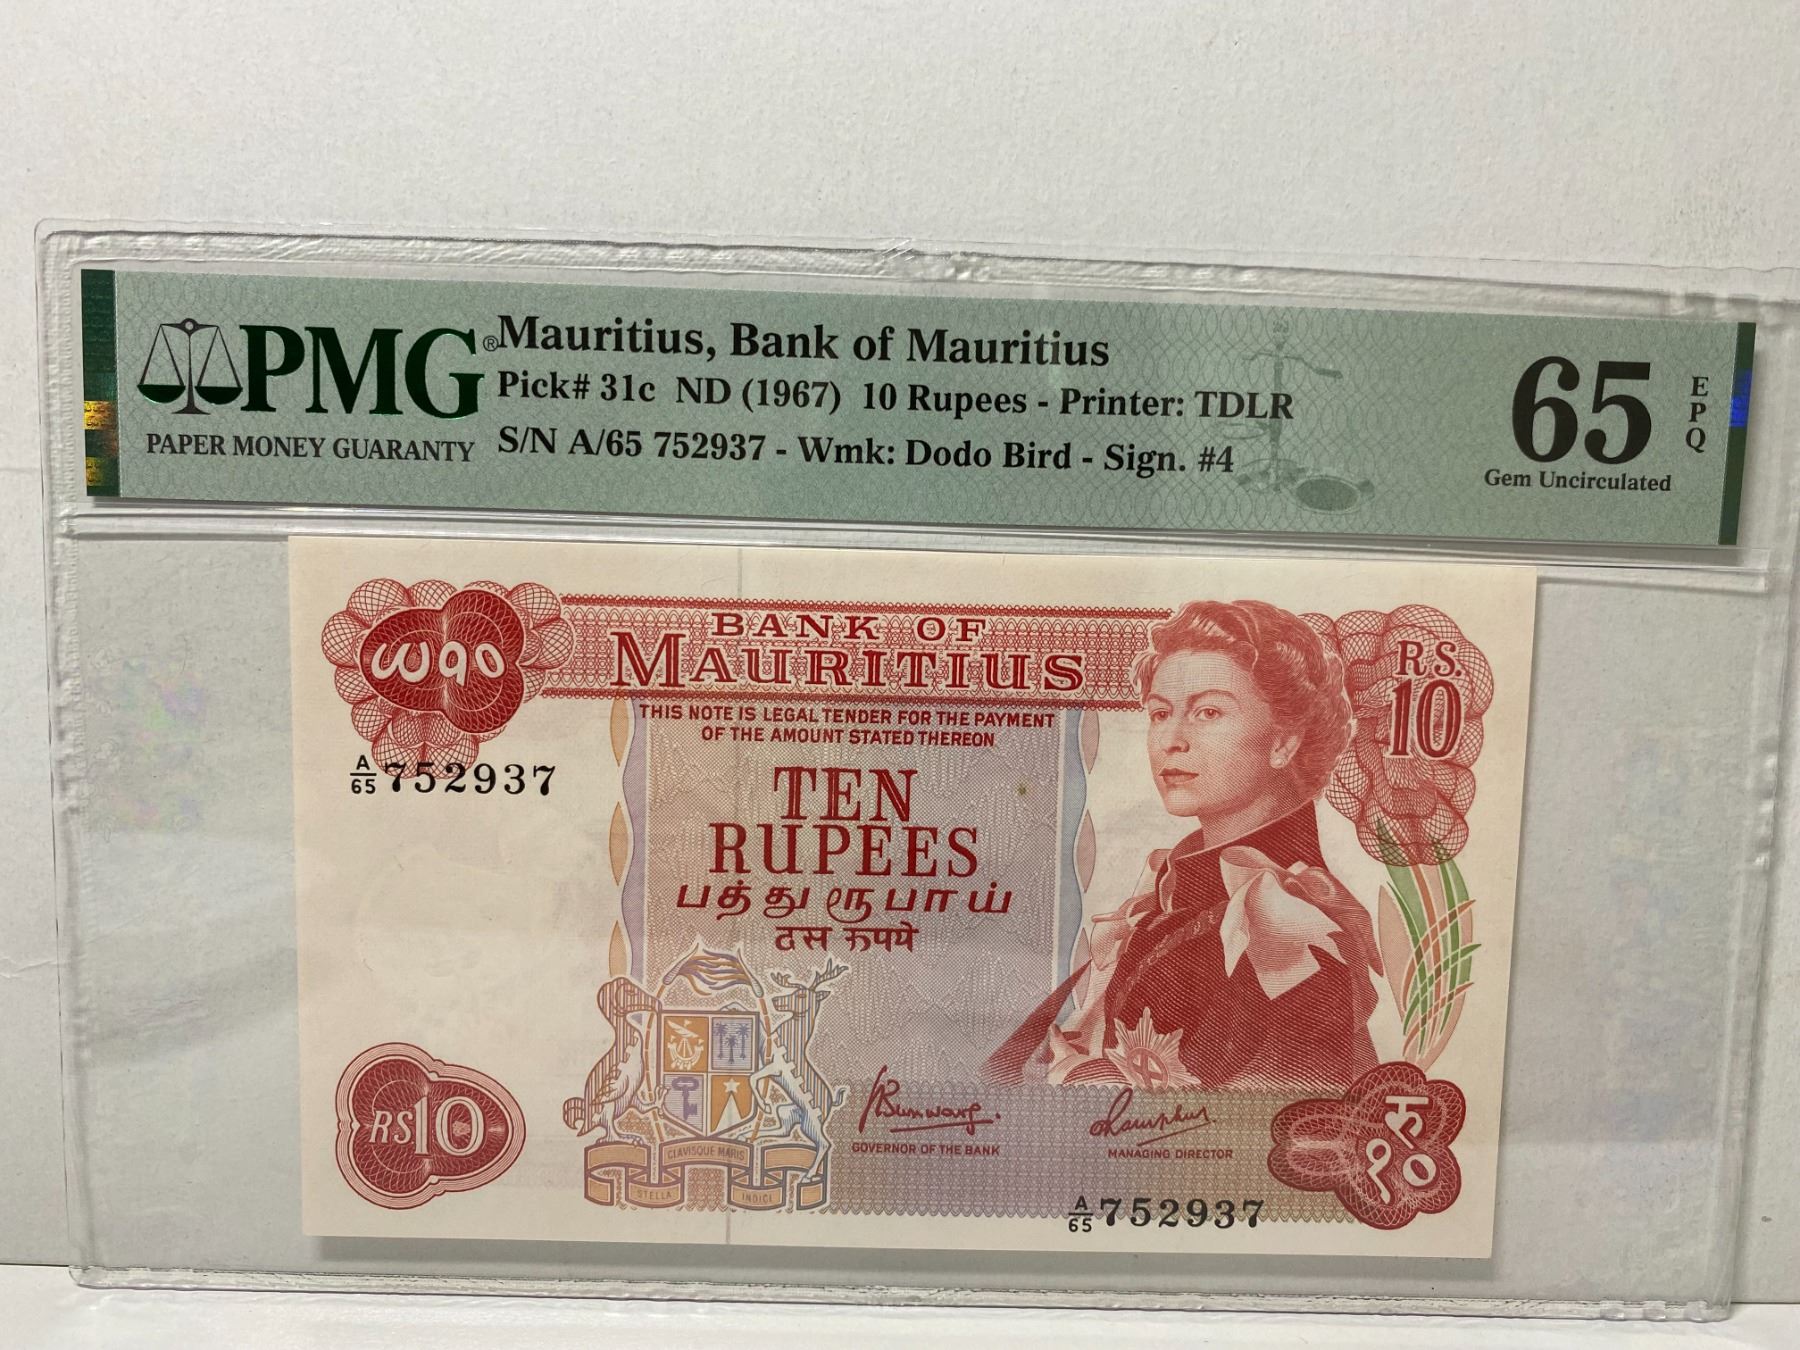 PMG®
PAPER MONEY GUARANTY
Mauritius, Bank of Mauritius
Pick# 31c ND (1967) 10 Rupees - Printer: TDLR
S/N A/65 752937 - Wmk: Dodo Bird - Sign. #4
65
EPQ
Gem Uncirculated
BANK OF
MAURITIUS
RS.
10
THIS NOTE IS LEGAL TENDER FOR THE PAYMENT
OF THE AMOUNT STATED THEREON
A/65 752937
TEN
RUPEES
பத்து ரூபாய்
दस रुपये
RS10
CLAVISQUE MARIS
STELLA INDICI
GOVERNOR OF THE BANK
MANAGING DIRECTOR
रु
१०
A/65 752937